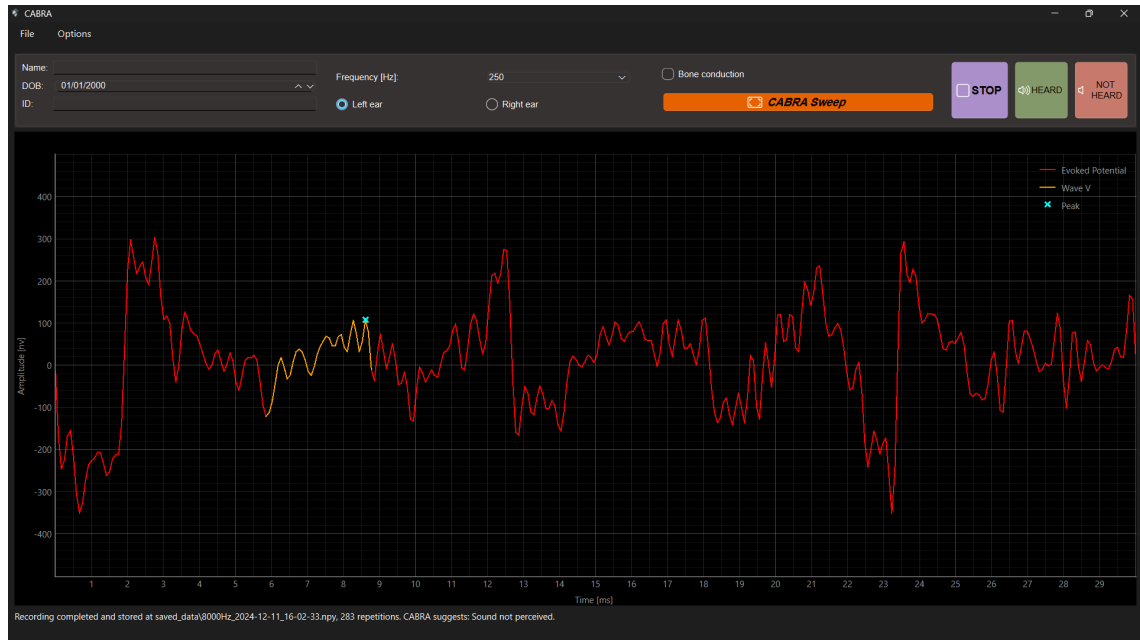 CABRA
File Options
Name:
DOB: 01/01/2000
ID:
Frequency [Hz]: 250
Left ear Right ear
Bone conduction
CABRA Sweep
STOP
HEARD
NOT
HEARD
Evoked Potential
Wave V
Peak
Amplitude [nv]
400
300
200
100
0
-100
-200
-300
-400
1 2 3 4 5 6 7 8 9 10 11 12 13 14 15 16 17 18 19 20 21 22 23 24 25 26 27 28 29
Time [ms]
Recording completed and stored at saved_data\8000Hz_2024-12-11_16-02-33.npy, 283 repetitions. CABRA suggests: Sound not perceived.